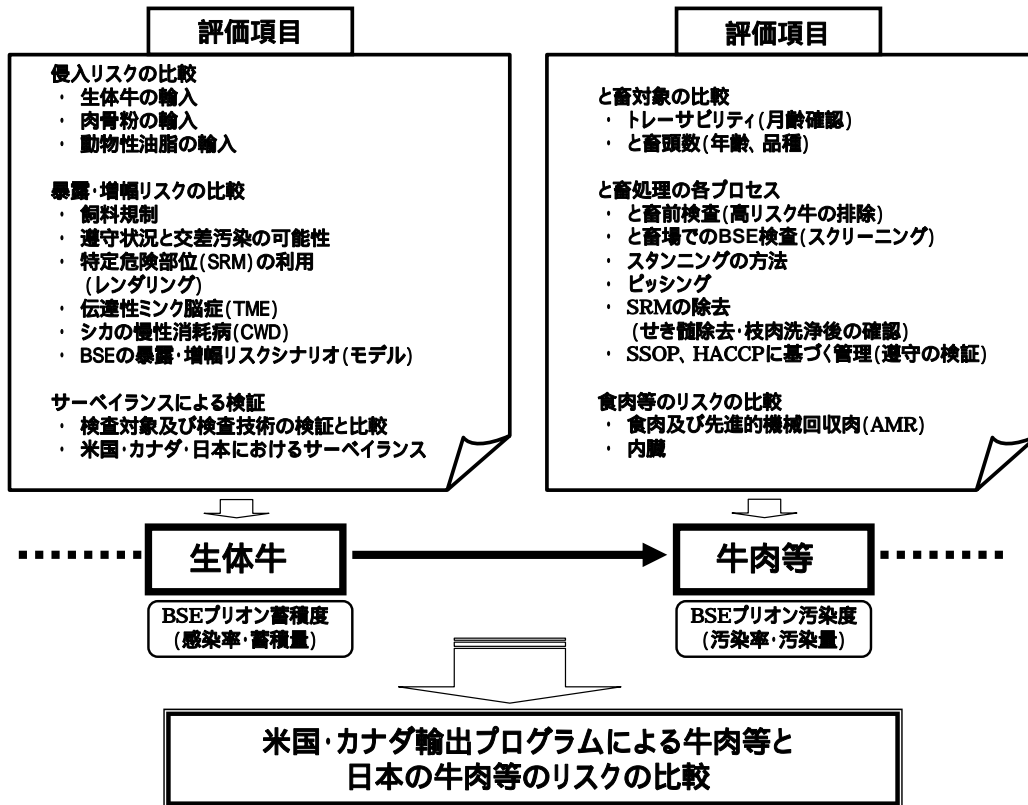 評価項目
侵入リスクの比較
・ 生体牛の輸入
・ 肉骨粉の輸入
・ 動物性油脂の輸入
暴露・増幅リスクの比較
・ 飼料規制
・ 遵守状況と交差汚染の可能性
・ 特定危険部位(SRM)の利用
(レンダリング)
・ 伝達性ミンク脳症(TME)
・ シカの慢性消耗病(CWD)
・ BSEの暴露・増幅リスクシナリオ(モデル)
サーベイランスによる検証
・ 検査対象及び検査技術の検証と比較
・ 米国・カナダ・日本におけるサーベイランス
評価項目
と畜対象の比較
・ トレーサビリティ(月齢確認)
・ と畜頭数(年齢、品種)
と畜処理の各プロセス
・ と畜前検査(高リスク牛の排除)
・ と畜場でのBSE検査(スクリーニング)
・ スタンニングの方法
・ ピッシング
・ SRMの除去
(せき髄除去・枝肉洗浄後の確認)
・ SSOP、HACCPに基づく管理(遵守の検証)
食肉等のリスクの比較
・ 食肉及び先進的機械回収肉(AMR)
・ 内臓
生体牛
BSEプリオン蓄積度
(感染率・蓄積量)
牛肉等
BSEプリオン汚染度
(汚染率・汚染量)
米国・カナダ輸出プログラムによる牛肉等と
日本の牛肉等のリスクの比較